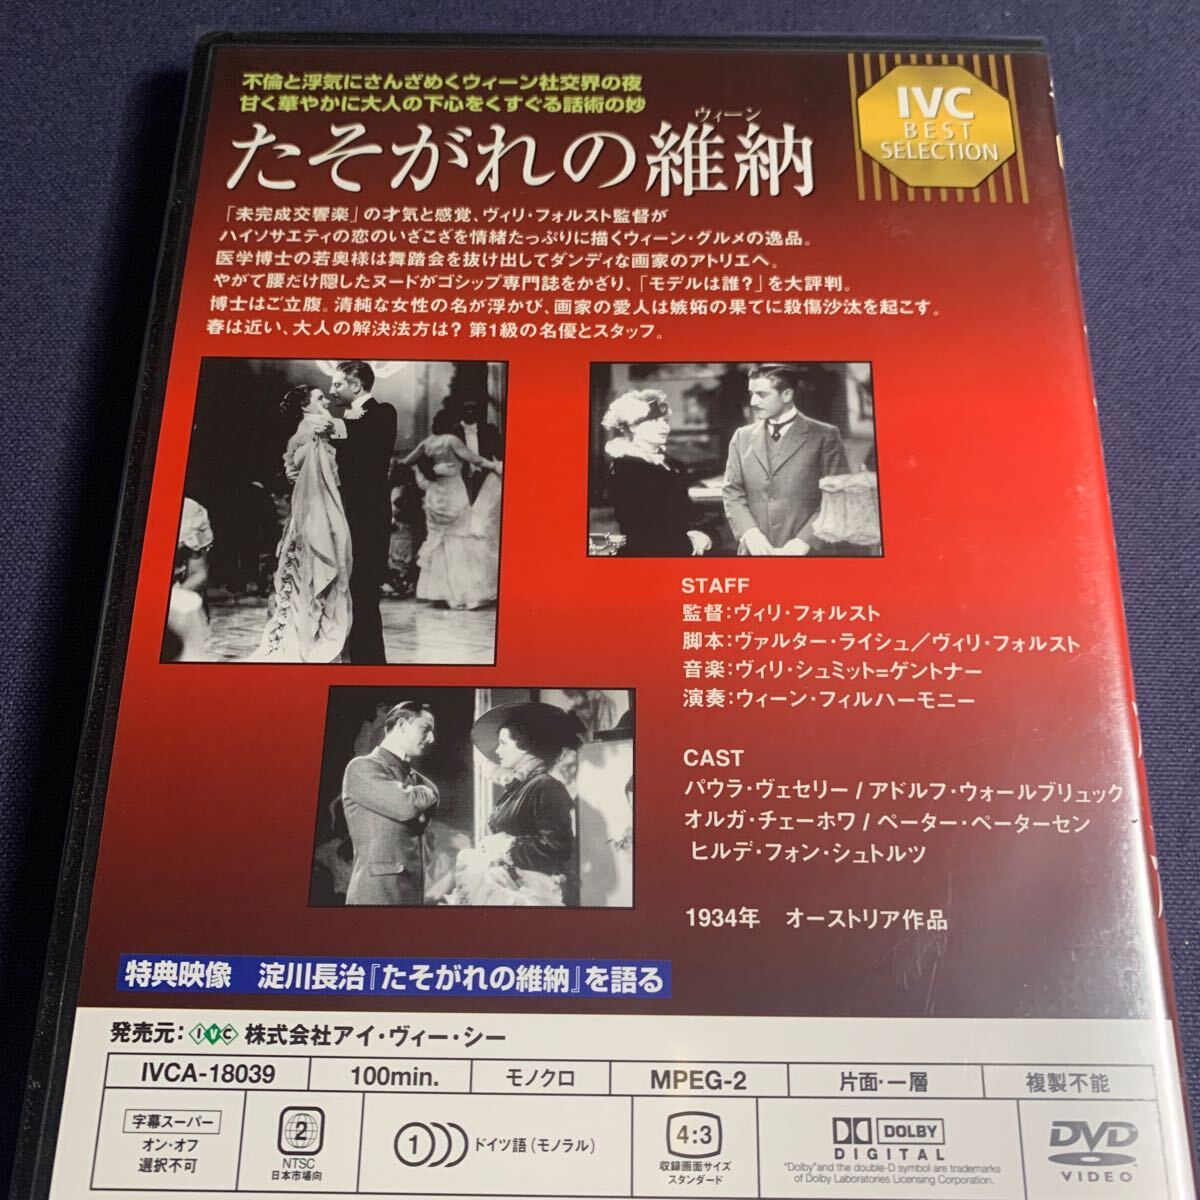 不倫と浮気にさんざめくウィーン社交界の夜
甘く華やかに大人の下心をくすぐる話術の妙
ウィーン
たそがれの維納
IVC
BEST
SELECTION
「未完成交響楽」の才気と感覚、ヴィリ・フォルスト監督が
ハイソサエティの恋のいざこざを情緒たっぷりに描くウィーン・グルメの逸品。
医学博士の若奥様は舞踏会を抜け出してダンディな画家のアトリエへ。
やがて腰だけ隠したヌードがゴシップ専門誌をかざり、「モデルは誰?」を大評判。
博士はご立腹。清純な女性の名が浮かび、画家の愛人は嫉妬の果てに殺傷沙汰を起こす。
春は近い、大人の解決法方は? 第1級の名優とスタッフ。
STAFF
監督:ヴィリ・フォルスト
脚本:ヴァルター・ライシュ/ヴィリ・フォルスト
音楽:ヴィリ・シュミット=ゲントナー
演奏:ウィーン・フィルハーモニー
CAST
パウラ・ヴェセリー/アドルフ・ウォールブリュック
オルガ・チェーホワ/ペーター・ペーターセン
ヒルデ・フォン・シュトルツ
1934年 オーストリア作品
特典映像 淀川長治『たそがれの維納』を語る
発売元: IVC 株式会社アイ・ヴィー・シー
IVCA-18039 100min. モノクロ MPEG-2 片面・一層 複製不能
字幕スーパー
オン・オフ
選択不可
2
NTSC
日本市場向
1
ドイツ語(モノラル)
4:3
収録画面サイズ
スタンダード
DOLBY
DIGITAL
"Dolby"and the double-D symbol are trademarks
of Dolby Laboratories Licensing Corporation.
DVD
VIDEO